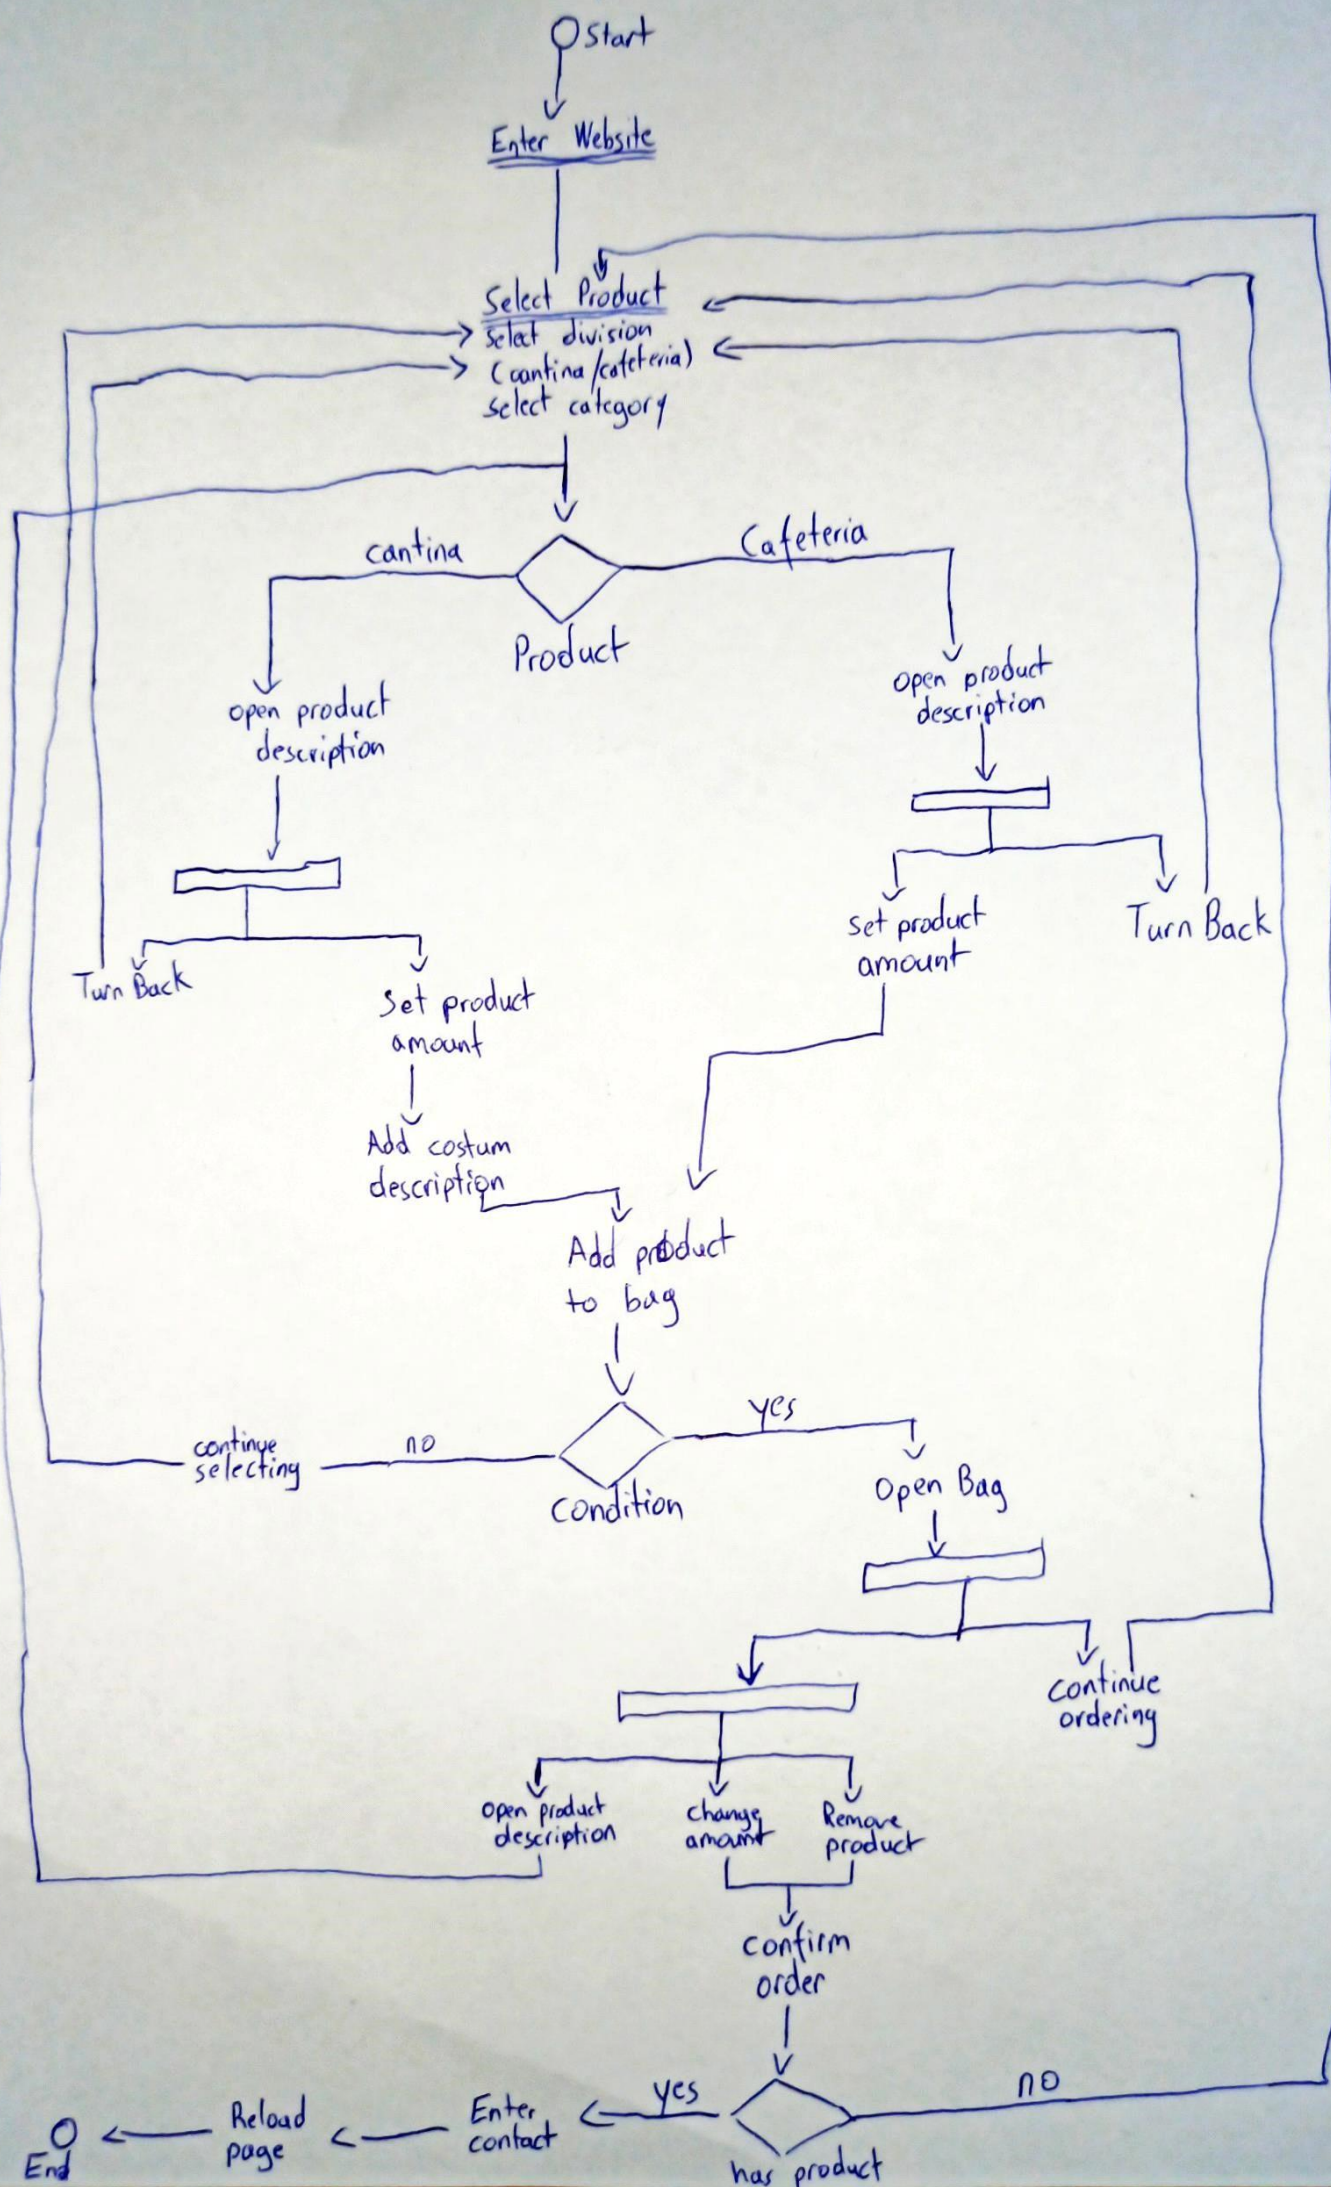 Start
Enter Website
Select Product
Select division
(cantina/cafeteria)
select category
cantina
Cafeteria
Product
open product
description
open product
description
Turn Back
Set product
amount
set product
amount
Turn Back
Add costum
description
Add product
to bag
yes
no
continue
selecting
condition
open Bag
continue
ordering
open product
description
change
amount
Remove
product
confirm
order
yes
no
Enter
contact
Reload
page
End
has product